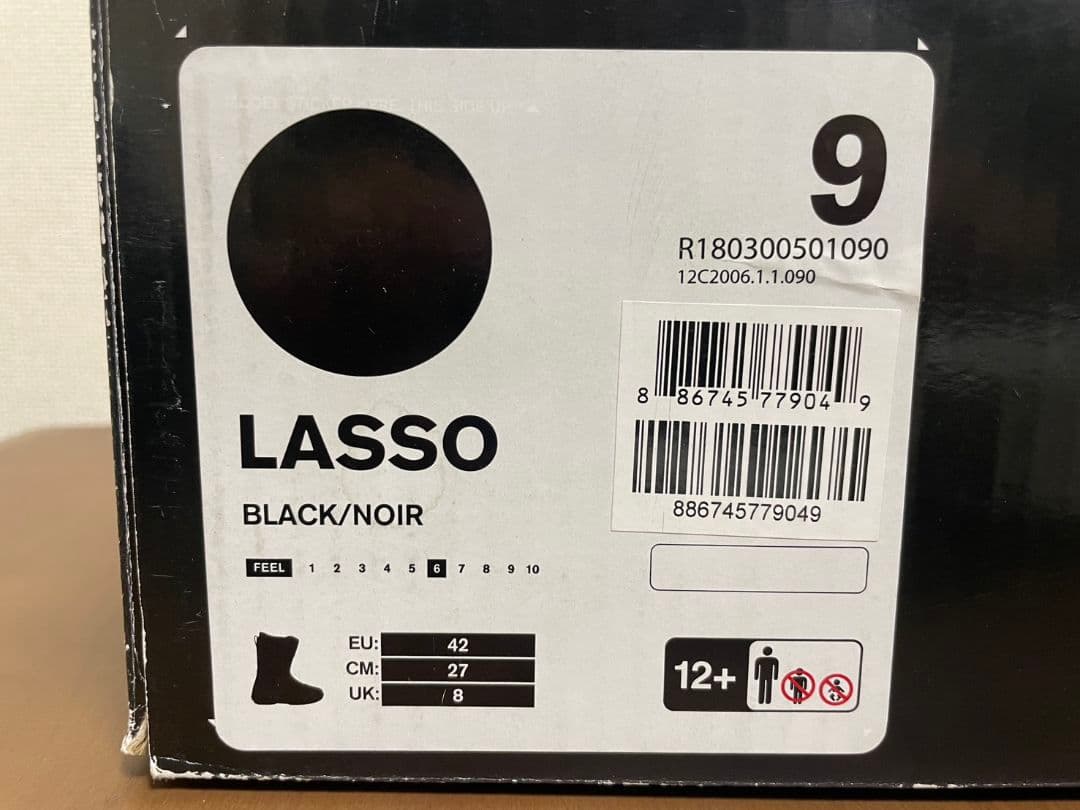 9
R180300501090
12C2006.1.1.090
8 86745 77904 9
886745779049
LASSO
BLACK/NOIR
FEEL 1 2 3 4 5 6 7 8 9 10
EU: 42
CM: 27
UK: 8
12+